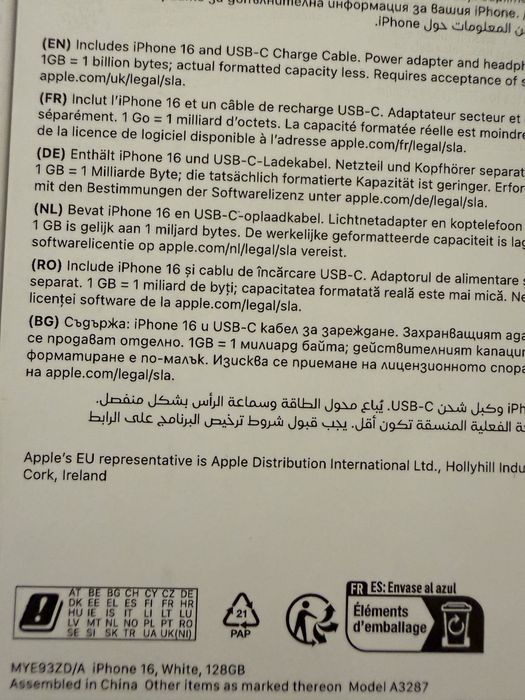 за допълнителна информация за вашия iPhone.
من المعلومات حول iPhone.
(EN) Includes iPhone 16 and USB-C Charge Cable. Power adapter and
1GB = 1 billion bytes; actual formatted capacity less. Requires acceptance of
apple.com/uk/legal/sla.
(FR) Inclut l’iPhone 16 et un câble de recharge USB-C. Adaptateur secteur et
séparément. 1 Go = 1 milliard d’octets. La capacité formatée réelle est
de la licence de logiciel disponible à l’adresse apple.com/fr/legal/sla.
(DE) Enthält iPhone 16 und USB-C-Ladekabel. Netzteil und Kopfhörer
1 GB = 1 Milliarde Byte; die tatsächlich formatierte Kapazität ist geringer.
mit den Bestimmungen der Softwarelizenz unter apple.com/de/legal/sla.
(NL) Bevat iPhone 16 en USB-C-oplaadkabel. Lichtnetadapter en koptelefoon
1 GB is gelijk aan 1 miljard bytes. De werkelijke geformatteerde capaciteit is
softwarelicentie op apple.com/nl/legal/sla vereist.
(RO) Include iPhone 16 și cablu de încărcare USB-C. Adaptorul de alimentare
separat. 1 GB = 1 miliard de byți; capacitatea formatată reală este mai mică.
licenței software de la apple.com/legal/sla.
(BG) Съдържа: iPhone 16 и USB-C кабел за зареждане. Захранващият
се продават отделно. 1GB = 1 милиард байта; действителният
форматиране е по-малък. Изисква се приемане на лицензионното
на apple.com/legal/sla.
وكبل شحن USB-C. يُباع محول الطاقة وسماعة الرأس بشكل منفصل.
الفعلية المنسقة تكون أقل. يجب قبول شروط ترخيص البرنامج على الرابط
Apple’s EU representative is Apple Distribution International Ltd., Hollyhill
Cork, Ireland
AT BE BG CH CY CZ DE
DK EE EL ES FI FR HR
HU IE IS IT LI LT LU
LV MT NL NO PL PT RO
SE SI SK TR UA UK(NI)
21
PAP
FR ES: Envase al azul
Éléments
d’emballage
MYE93ZD/A iPhone 16, White, 128GB
Assembled in China Other items as marked thereon Model A3287